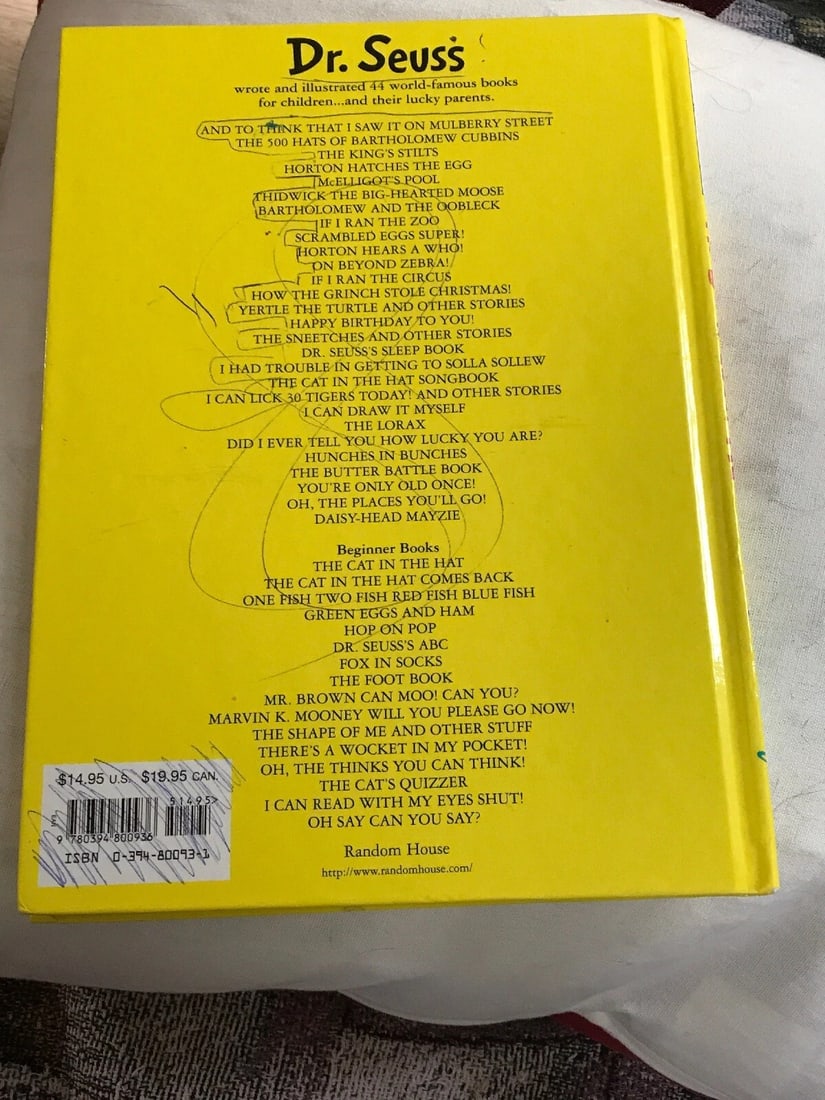 Dr. Seuss
wrote and illustrated 44 world-famous books
for children...and their lucky parents.
AND TO THINK THAT I SAW IT ON MULBERRY STREET
THE 500 HATS OF BARTHOLOMEW CUBBINS
THE KING'S STILTS
HORTON HATCHES THE EGG
McELLIGOT'S POOL
THIDWICK THE BIG-HEARTED MOOSE
BARTHOLOMEW AND THE OOBLECK
IF I RAN THE ZOO
SCRAMBLED EGGS SUPER!
HORTON HEARS A WHO!
ON BEYOND ZEBRA!
IF I RAN THE CIRCUS
HOW THE GRINCH STOLE CHRISTMAS!
YERTLE THE TURTLE AND OTHER STORIES
HAPPY BIRTHDAY TO YOU!
THE SNEETCHES AND OTHER STORIES
DR. SEUSS'S SLEEP BOOK
I HAD TROUBLE IN GETTING TO SOLLA SOLLEW
THE CAT IN THE HAT SONGBOOK
I CAN LICK 30 TIGERS TODAY! AND OTHER STORIES
I CAN DRAW IT MYSELF
THE LORAX
DID I EVER TELL YOU HOW LUCKY YOU ARE?
HUNCHES IN BUNCHES
THE BUTTER BATTLE BOOK
YOU'RE ONLY OLD ONCE!
OH, THE PLACES YOU'LL GO!
DAISY-HEAD MAYZIE
Beginner Books
THE CAT IN THE HAT
THE CAT IN THE HAT COMES BACK
ONE FISH TWO FISH RED FISH BLUE FISH
GREEN EGGS AND HAM
HOP ON POP
DR. SEUSS'S ABC
FOX IN SOCKS
THE FOOT BOOK
MR. BROWN CAN MOO! CAN YOU?
MARVIN K. MOONEY WILL YOU PLEASE GO NOW!
THE SHAPE OF ME AND OTHER STUFF
THERE'S A WOCKET IN MY POCKET!
OH, THE THINKS YOU CAN THINK!
THE CAT'S QUIZZER
I CAN READ WITH MY EYES SHUT!
OH SAY CAN YOU SAY?
Random House
http://www.randomhouse.com/
$14.95 U.S. $19.95 CAN.
51495>
9 780394 800936
ISBN 0-394-80093-1